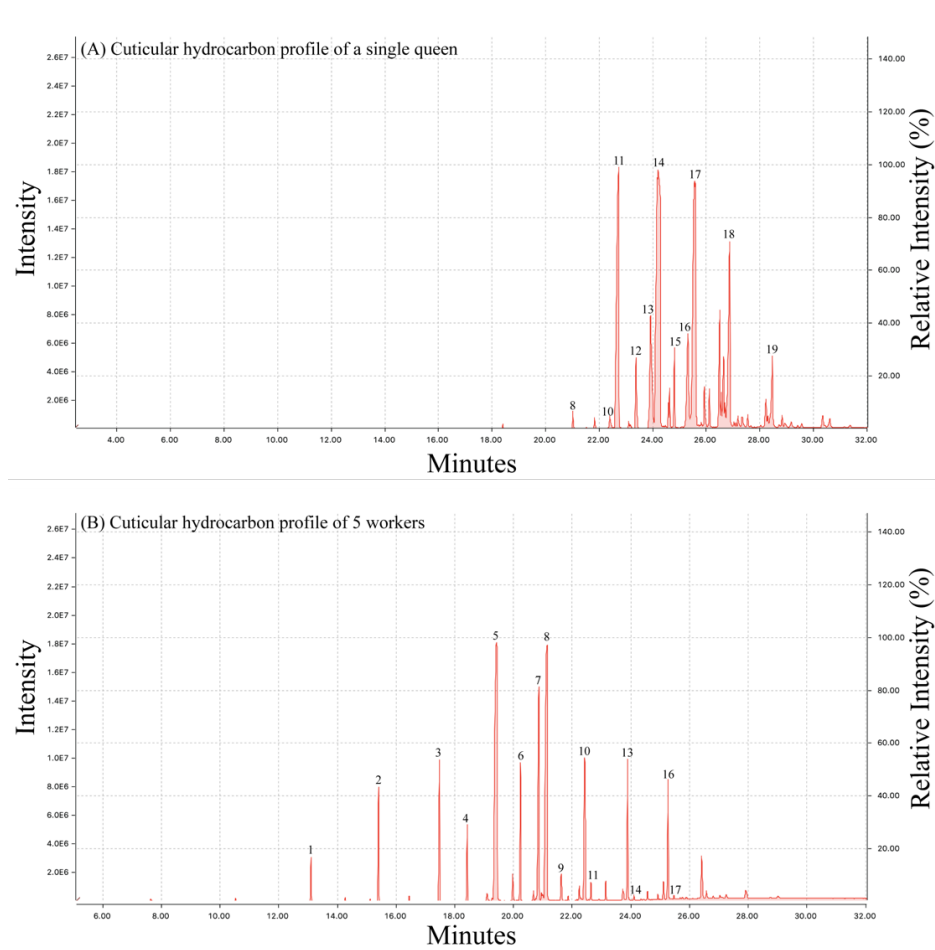 (A) Cuticular hydrocarbon profile of a single queen
Intensity
2.6E7
2.4E7
2.2E7
2.0E7
1.8E7
1.6E7
1.4E7
1.2E7
1.0E7
8.0E6
6.0E6
4.0E6
2.0E6
8
10
11
12
13
14
15
16
17
18
19
140.00
120.00
100.00
80.00
60.00
40.00
20.00
Relative Intensity (%)
4.00 6.00 8.00 10.00 12.00 14.00 16.00 18.00 20.00 22.00 24.00 26.00 28.00 30.00 32.00
Minutes
(B) Cuticular hydrocarbon profile of 5 workers
Intensity
2.6E7
2.4E7
2.2E7
2.0E7
1.8E7
1.6E7
1.4E7
1.2E7
1.0E7
8.0E6
6.0E6
4.0E6
2.0E6
1
2
3
4
5
6
7
8
9
10
11
13
14
16
17
140.00
120.00
100.00
80.00
60.00
40.00
20.00
Relative Intensity (%)
6.00 8.00 10.00 12.00 14.00 16.00 18.00 20.00 22.00 24.00 26.00 28.00 30.00 32.00
Minutes